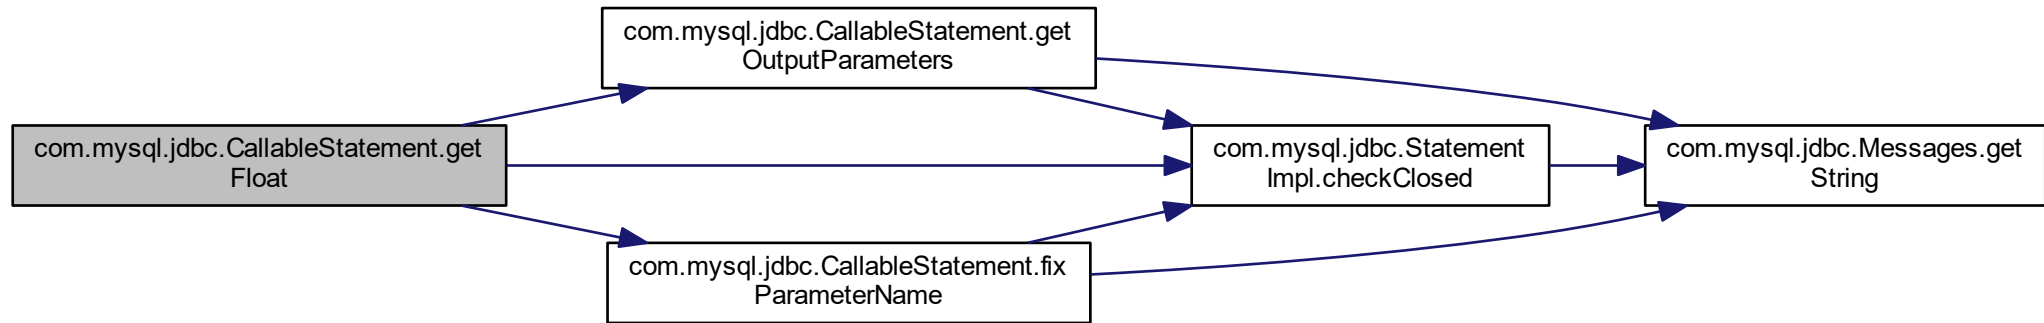 com.mysql.jdbc.CallableStatement.get
OutputParameters
com.mysql.jdbc.CallableStatement.get
Float
com.mysql.jdbc.Statement
Impl.checkClosed
com.mysql.jdbc.Messages.get
String
com.mysql.jdbc.CallableStatement.fix
ParameterName